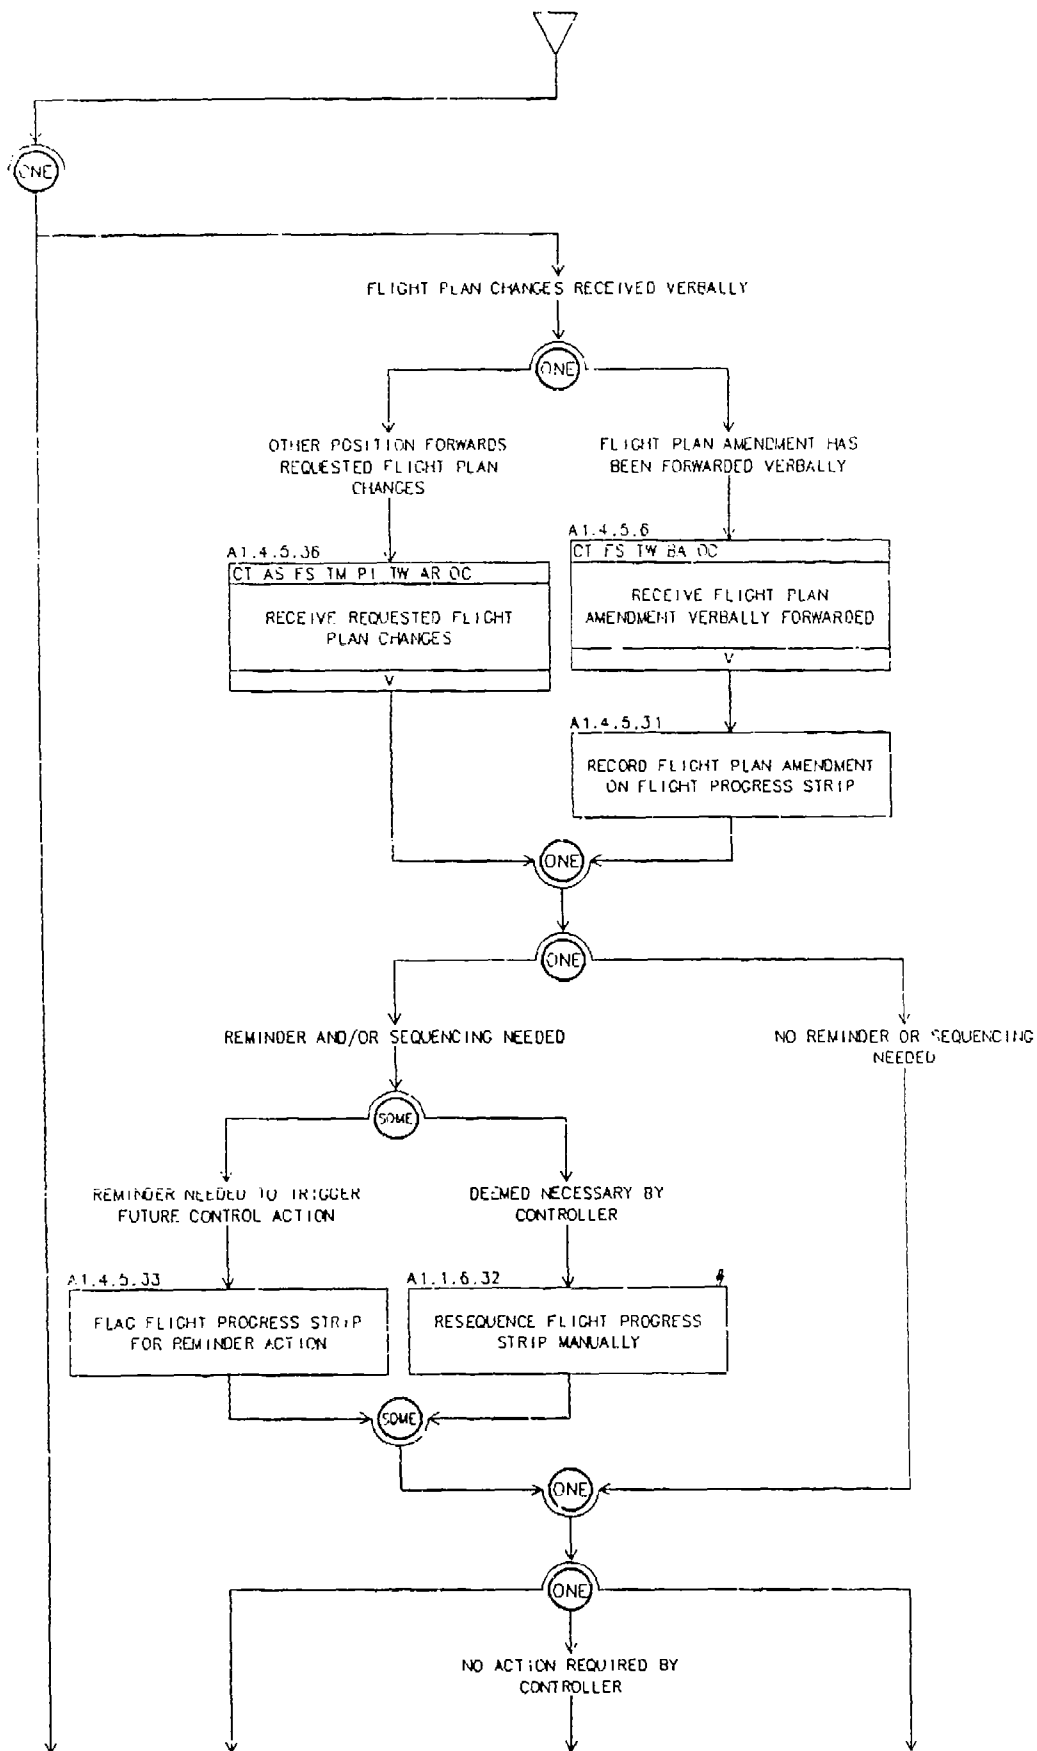 ONE
FLIGHT PLAN CHANGES RECEIVED VERBALLY
ONE
OTHER POSITION FORWARDS
REQUESTED FLIGHT PLAN
CHANGES
FLIGHT PLAN AMENDMENT HAS
BEEN FORWARDED VERBALLY
A1.4.5.36
CT AS FS TM PI TW AR OC
RECEIVE REQUESTED FLIGHT
PLAN CHANGES
V
A1.4.5.6
CT FS TW BA OC
RECEIVE FLIGHT PLAN
AMENDMENT VERBALLY FORWARDED
V
A1.4.5.31
RECORD FLIGHT PLAN AMENDMENT
ON FLIGHT PROGRESS STRIP
ONE
ONE
REMINDER AND/OR SEQUENCING NEEDED
NO REMINDER OR SEQUENCING
NEEDED
SOME
REMINDER NEEDED TO TRIGGER
FUTURE CONTROL ACTION
DEEMED NECESSARY BY
CONTROLLER
A1.4.5.33
FLAG FLIGHT PROGRESS STRIP
FOR REMINDER ACTION
A1.1.6.32
RESEQUENCE FLIGHT PROGRESS
STRIP MANUALLY
SOME
ONE
ONE
NO ACTION REQUIRED BY
CONTROLLER